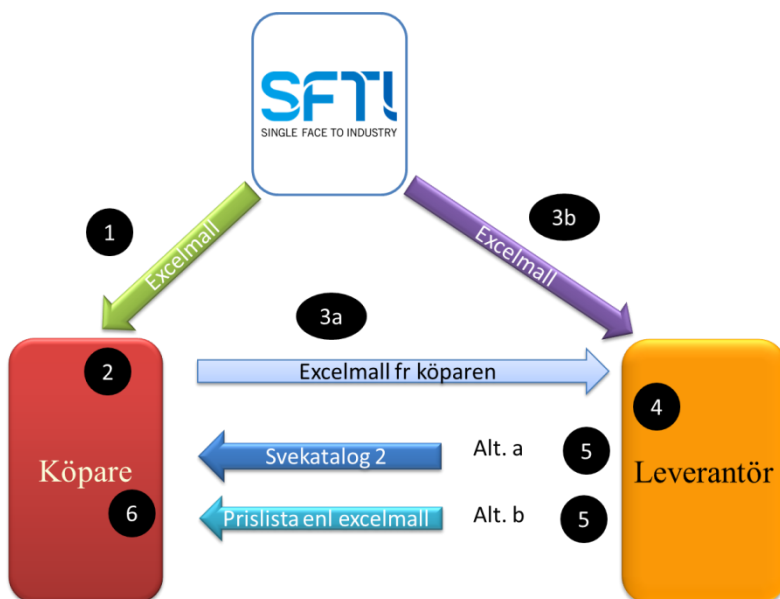 SFTI
SINGLE FACE TO INDUSTRY
1
Excelmall
3b
Excelmall
3a
2
Excelmall fr köparen
4
Köpare
Svekatalog 2
Alt. a
5
Leverantör
6
Prislista enl excelmall
Alt. b
5